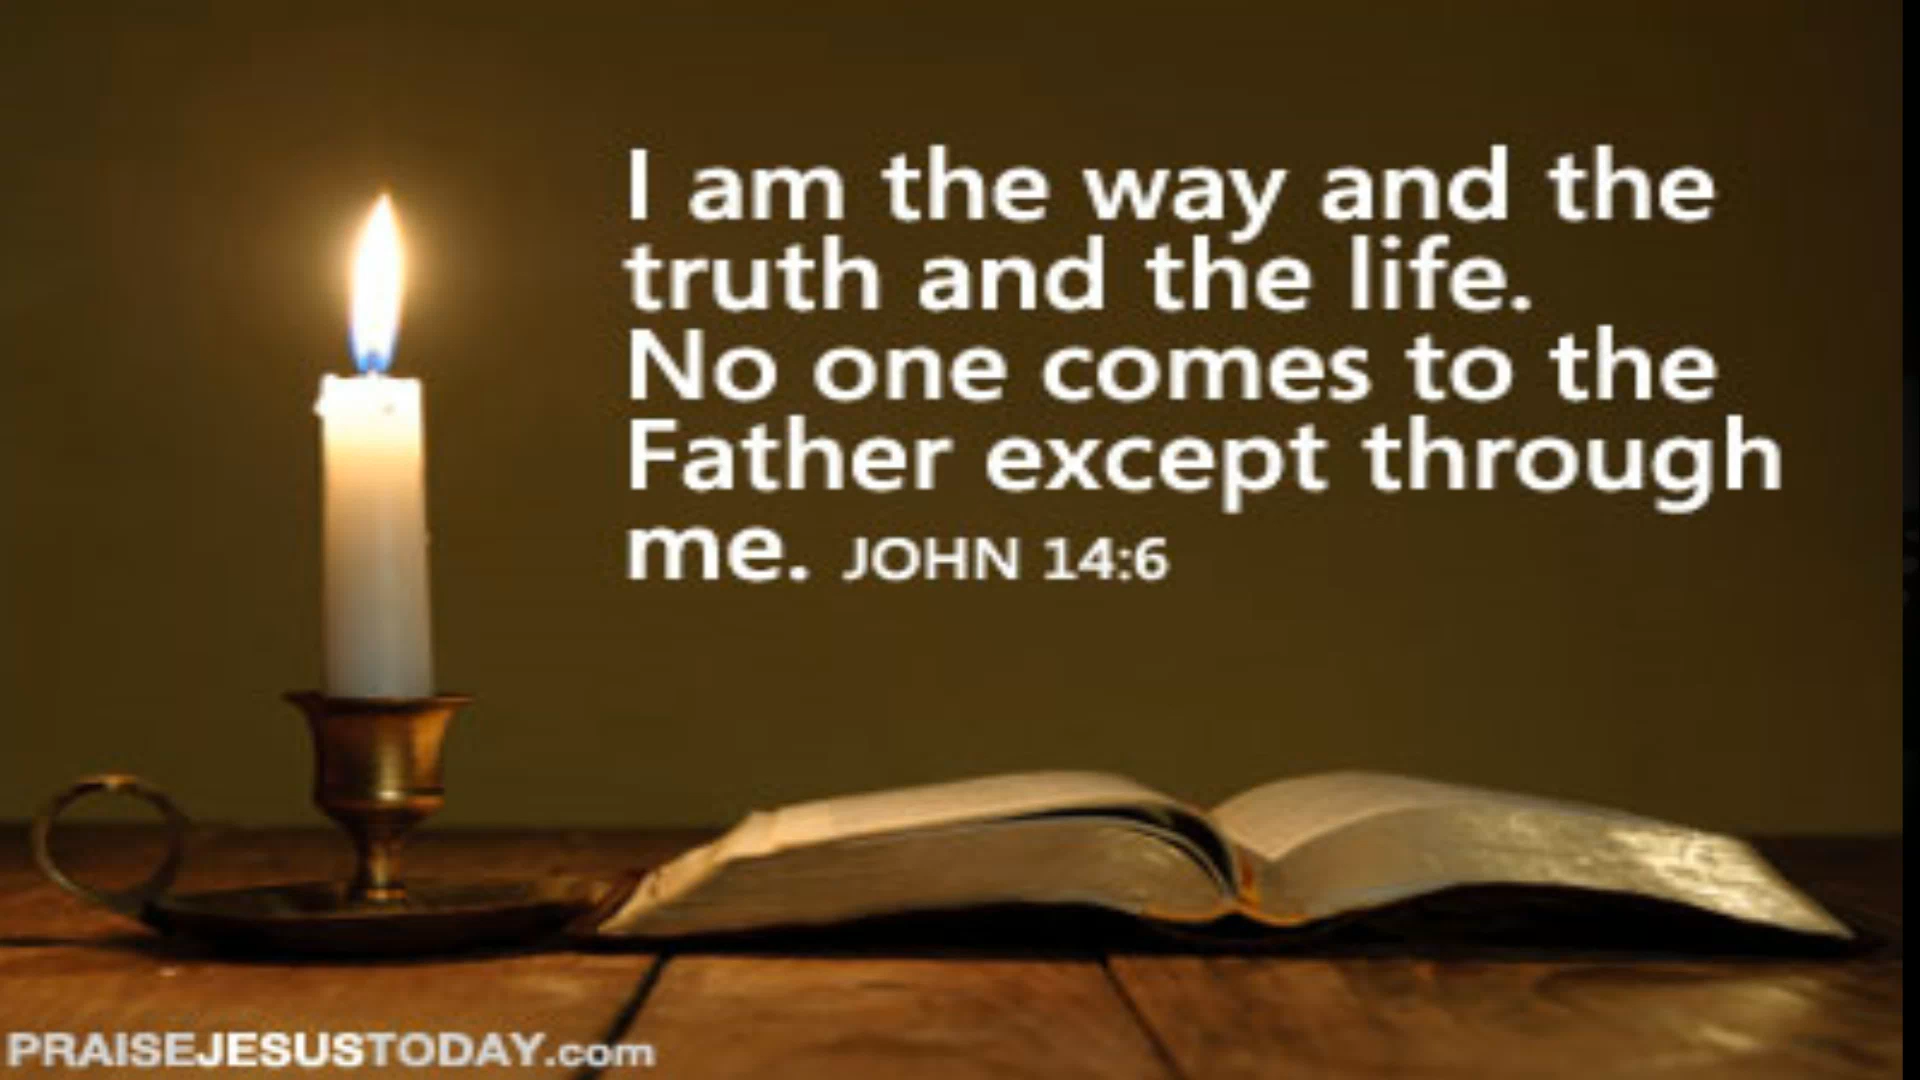 I am the way and the
truth and the life.
No one comes to the
Father except through
me. JOHN 14:6
PRAISEJESUSTODAY.com